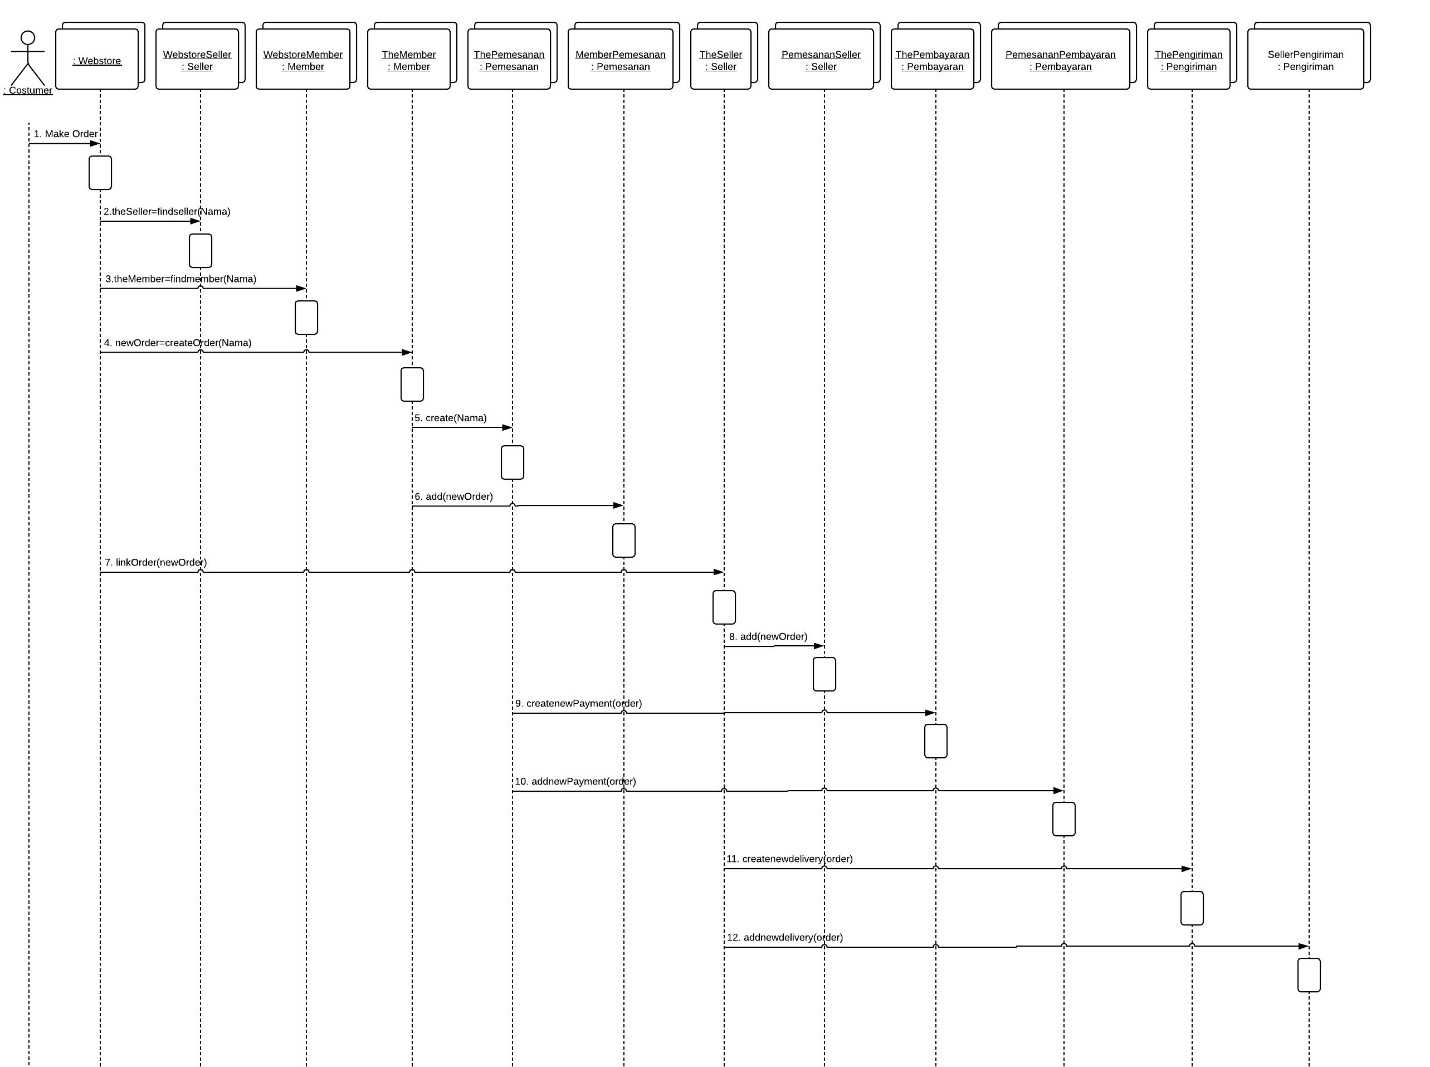 : Costumer
: Webstore
WebstoreSeller
: Seller
WebstoreMember
: Member
TheMember
: Member
ThePemesanan
: Pemesanan
MemberPemesanan
: Pemesanan
TheSeller
: Seller
PemesananSeller
: Seller
ThePembayaran
: Pembayaran
PemesananPembayaran
: Pembayaran
ThePengiriman
: Pengiriman
SellerPengiriman
: Pengiriman
1. Make Order
2.theSeller=findseller(Nama)
3.theMember=findmember(Nama)
4. newOrder=createOrder(Nama)
5. create(Nama)
6. add(newOrder)
7. linkOrder(newOrder)
8. add(newOrder)
9. createnewPayment(order)
10. addnewPayment(order)
11. createnewdelivery(order)
12. addnewdelivery(order)